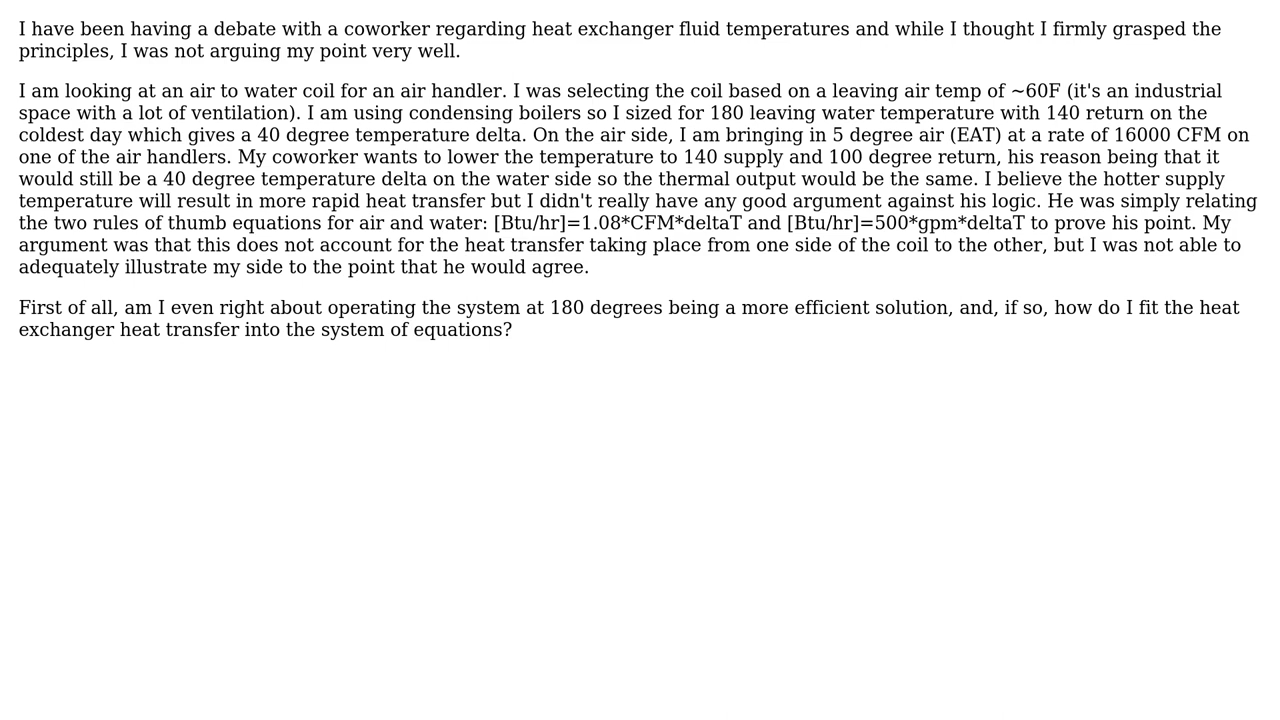 I have been having a debate with a coworker regarding heat exchanger fluid temperatures and while I thought I firmly grasped the
principles, I was not arguing my point very well.
I am looking at an air to water coil for an air handler. I was selecting the coil based on a leaving air temp of ~60F (it's an industrial
space with a lot of ventilation). I am using condensing boilers so I sized for 180 leaving water temperature with 140 return on the
coldest day which gives a 40 degree temperature delta. On the air side, I am bringing in 5 degree air (EAT) at a rate of 16000 CFM on
one of the air handlers. My coworker wants to lower the temperature to 140 supply and 100 degree return, his reason being that it
would still be a 40 degree temperature delta on the water side so the thermal output would be the same. I believe the hotter supply
temperature will result in more rapid heat transfer but I didn't really have any good argument against his logic. He was simply relating
the two rules of thumb equations for air and water: [Btu/hr]=1.08*CFM*deltaT and [Btu/hr]=500*gpm*deltaT to prove his point. My
argument was that this does not account for the heat transfer taking place from one side of the coil to the other, but I was not able to
adequately illustrate my side to the point that he would agree.
First of all, am I even right about operating the system at 180 degrees being a more efficient solution, and, if so, how do I fit the heat
exchanger heat transfer into the system of equations?